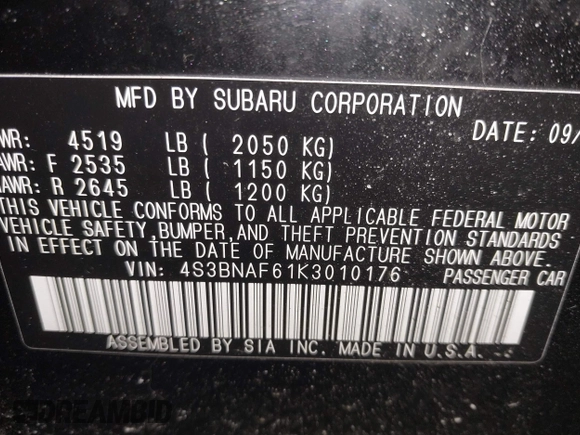 MFD BY SUBARU CORPORATION
DATE: 09/
WR: 4519 LB ( 2050 KG)
AWR: F 2535 LB ( 1150 KG)
AWR: R 2645 LB ( 1200 KG)
THIS VEHICLE CONFORMS TO ALL APPLICABLE FEDERAL MOTOR
VEHICLE SAFETY, BUMPER, AND THEFT PREVENTION STANDARDS
IN EFFECT ON THE DATE OF MANUFACTURE SHOWN ABOVE.
VIN: 4S3BNAF61K3010176 PASSENGER CAR
ASSEMBLED BY SIA INC. MADE IN U.S.A.
DREAMBID